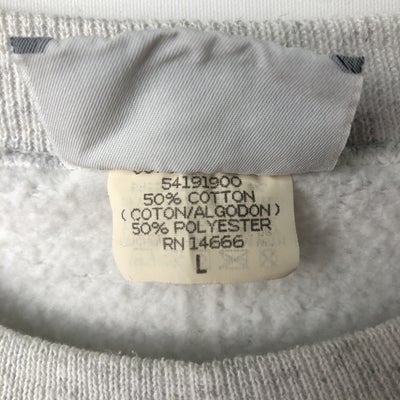 54191900
50% COTTON
(COTON/ALGODON)
50% POLYESTER
RN 14666
L